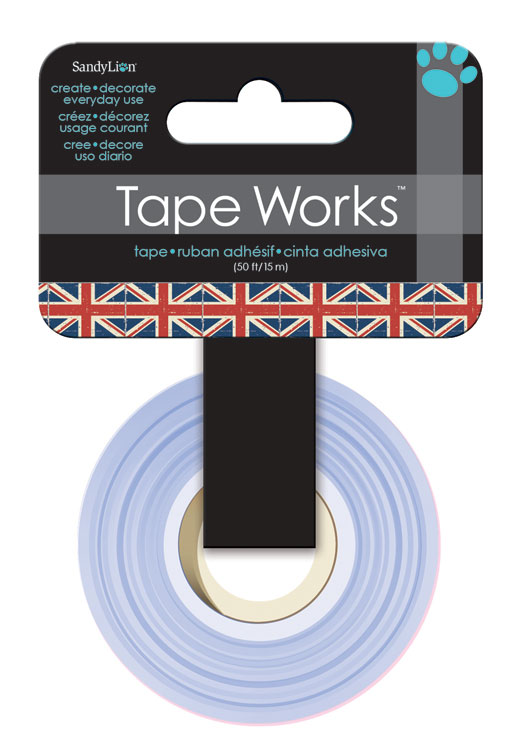 SandyLion
create•decorate
everyday use
créez•décorez
usage courant
cree•decore
uso diario
Tape Works™
tape•ruban adhésif•cinta adhesiva
(50 ft/15 m)